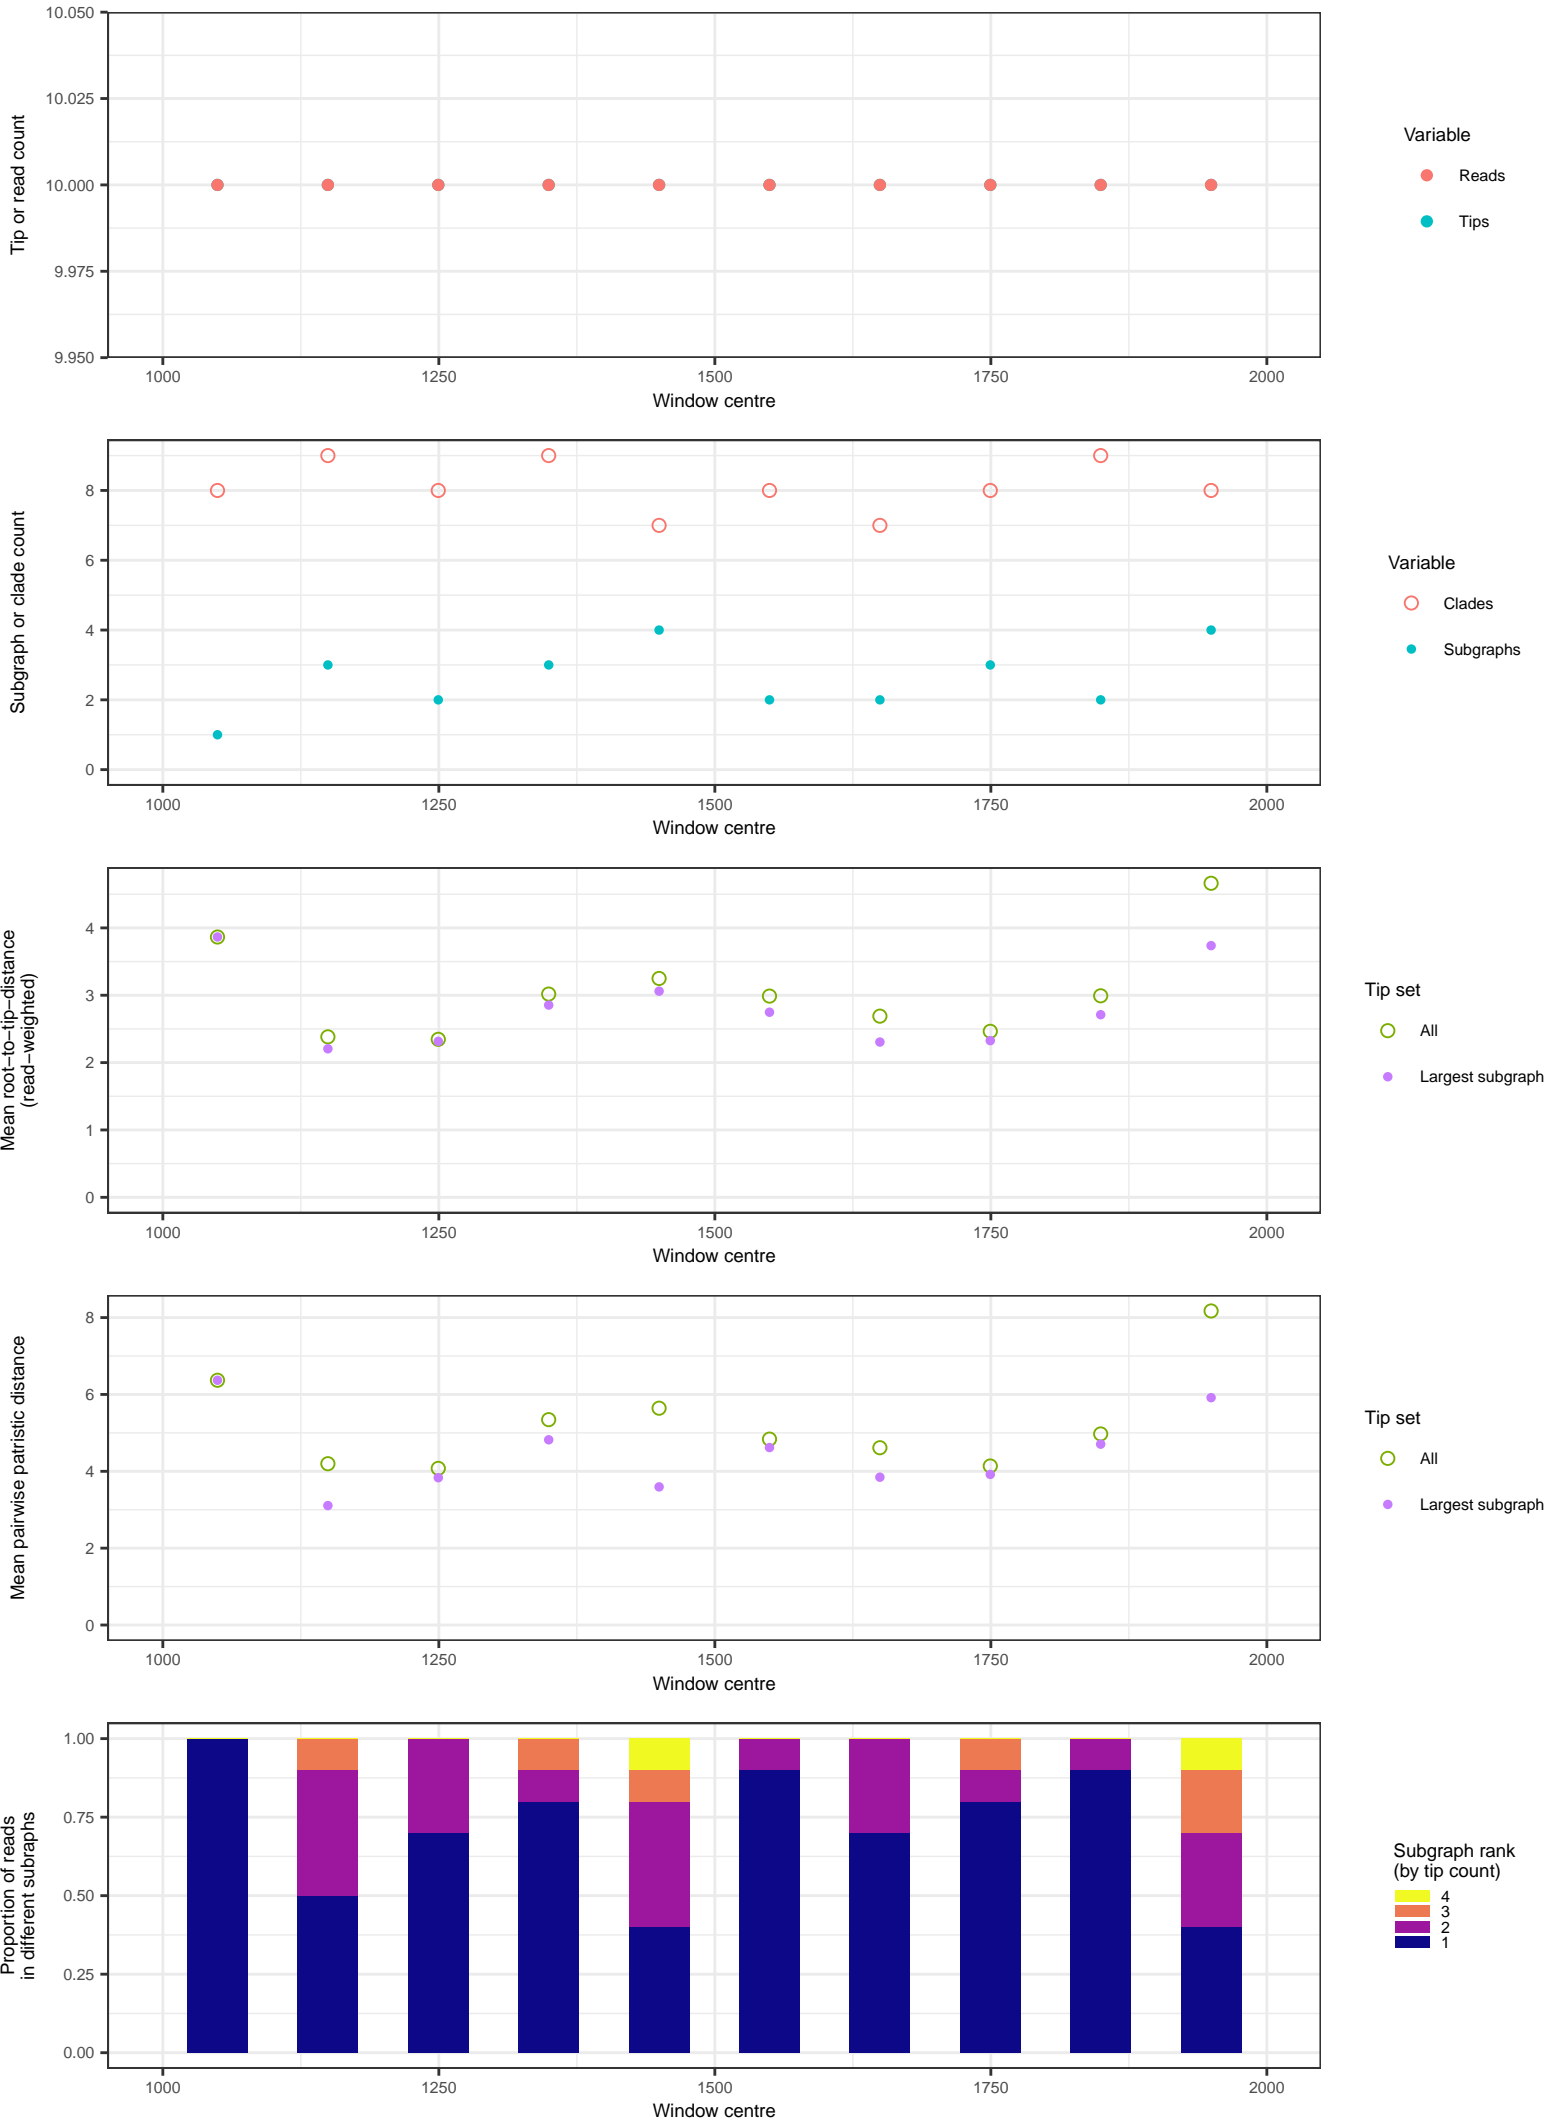 10.050
10.025
10.000
9.975
9.950
Tip or read count
1000 1250 1500 1750 2000
Window centre
Variable
Reads
Tips
8
6
4
2
0
Subgraph or clade count
1000 1250 1500 1750 2000
Window centre
Variable
Clades
Subgraphs
4
3
2
1
0
Mean root−to−tip−distance
(read−weighted)
1000 1250 1500 1750 2000
Window centre
Tip set
All
Largest subgraph
8
6
4
2
0
Mean pairwise patristic distance
1000 1250 1500 1750 2000
Window centre
Tip set
All
Largest subgraph
1.00
0.75
0.50
0.25
0.00
Proportion of reads
in different subraphs
1000 1250 1500 1750 2000
Window centre
Subgraph rank
(by tip count)
4
3
2
1